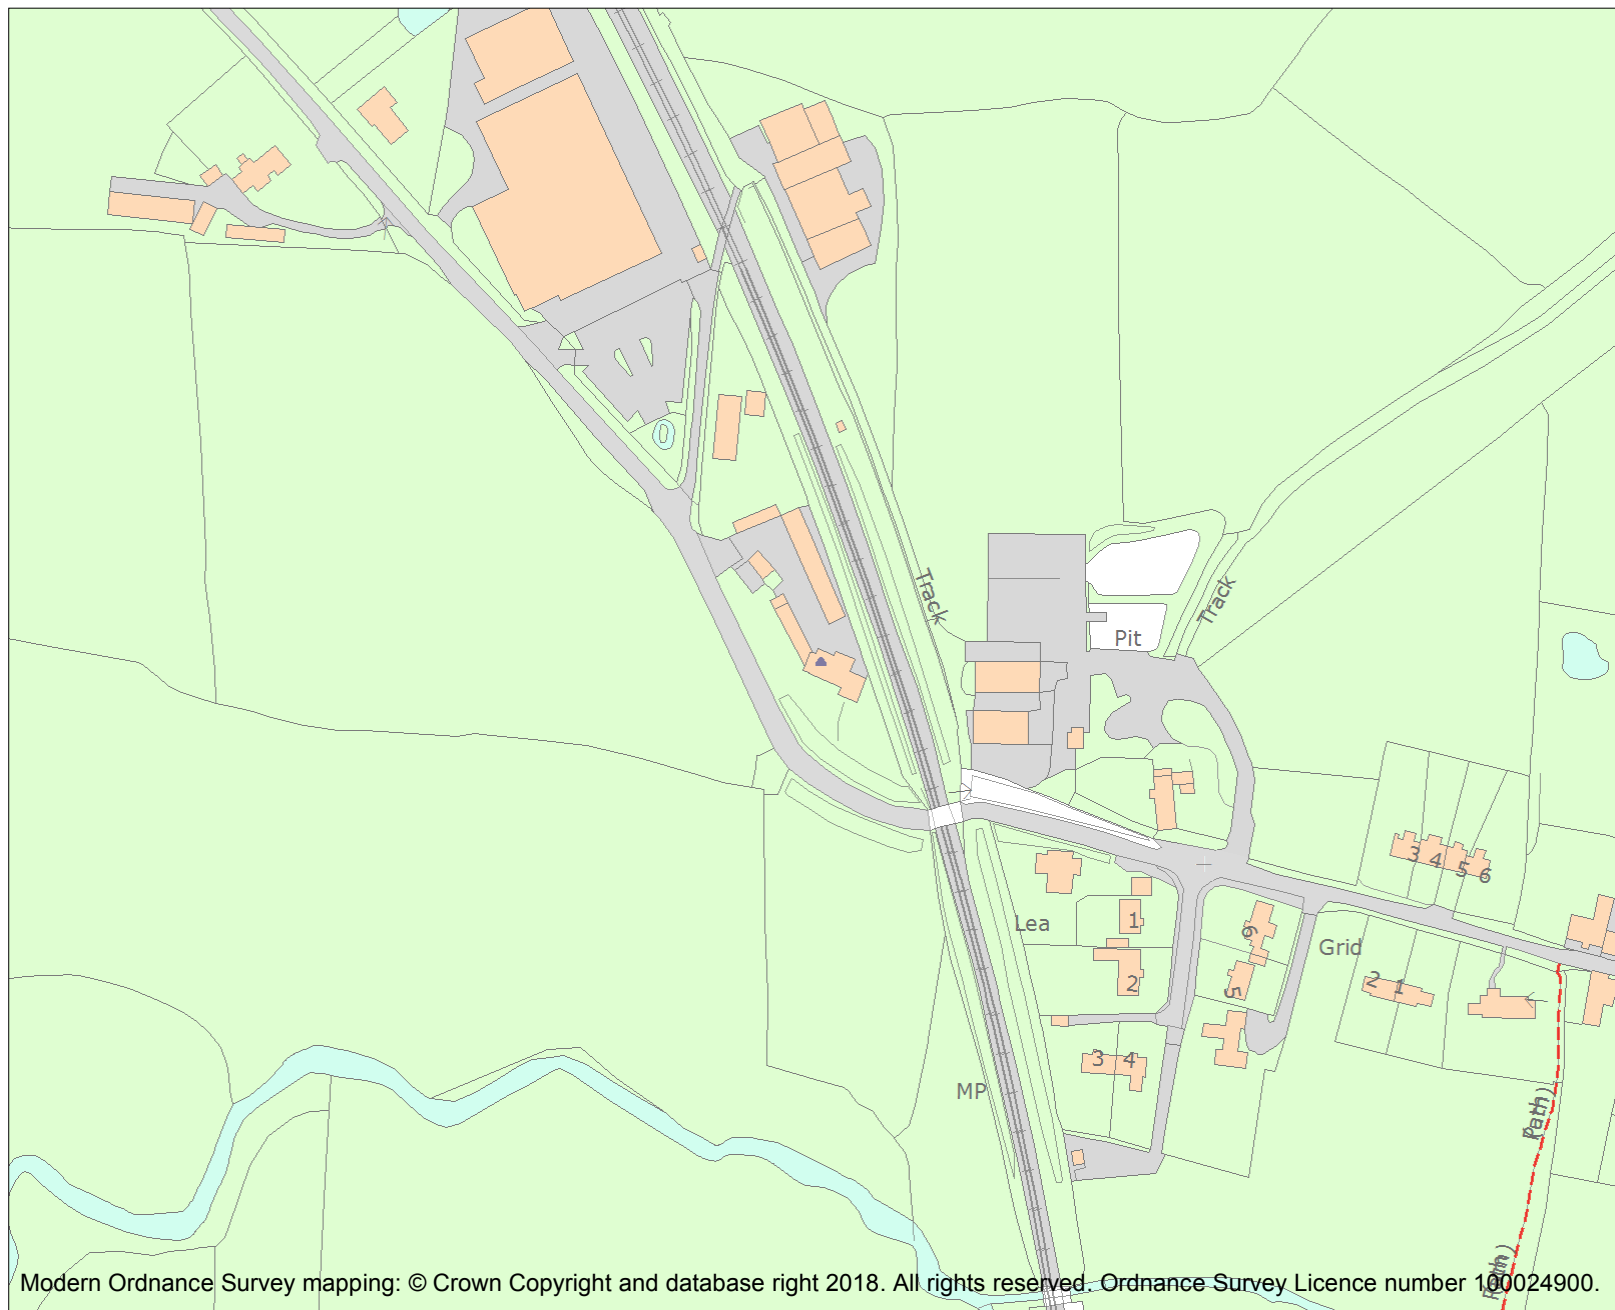 Track
Track
Pit
3 4 5 6
Lea
1
6
Grid
2
5
2 1
3 4
MP
Path)
Path)
Modern Ordnance Survey mapping: © Crown Copyright and database right 2018. All rights reserved. Ordnance Survey Licence number 100024900.